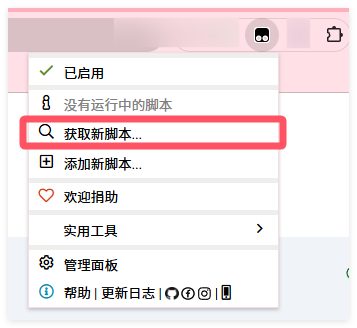 已启用
没有运行中的脚本
获取新脚本...
添加新脚本...
欢迎捐助
实用工具
管理面板
帮助 | 更新日志 |